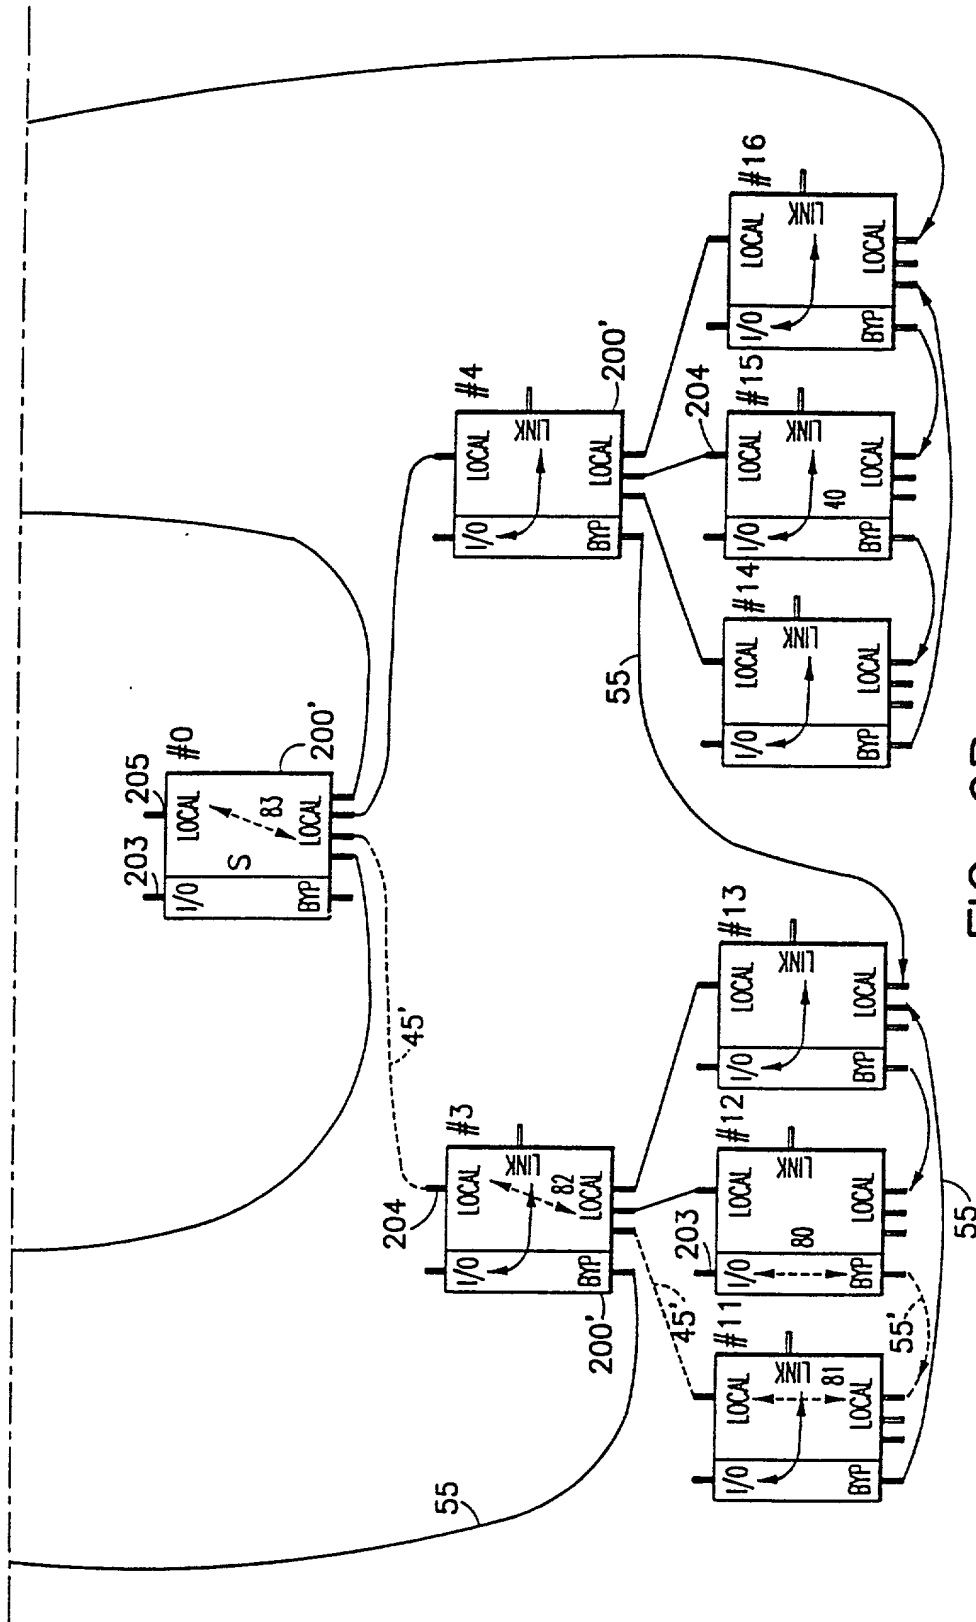 203
205
#0
I/O
LOCAL
S
83
BYP
LOCAL
200'
45'
204
#3
I/O
LOCAL
LINK
82
BYP
LOCAL
200'
#4
I/O
LOCAL
LINK
BYP
LOCAL
200'
55
55
45'
#11
I/O
LOCAL
LINK
81
BYP
LOCAL
203
#12
I/O
LOCAL
LINK
80
BYP
LOCAL
55'
#13
I/O
LOCAL
LINK
BYP
LOCAL
55
#14
I/O
LOCAL
LINK
BYP
LOCAL
204
#15
I/O
LOCAL
LINK
40
BYP
LOCAL
#16
I/O
LOCAL
LINK
BYP
LOCAL